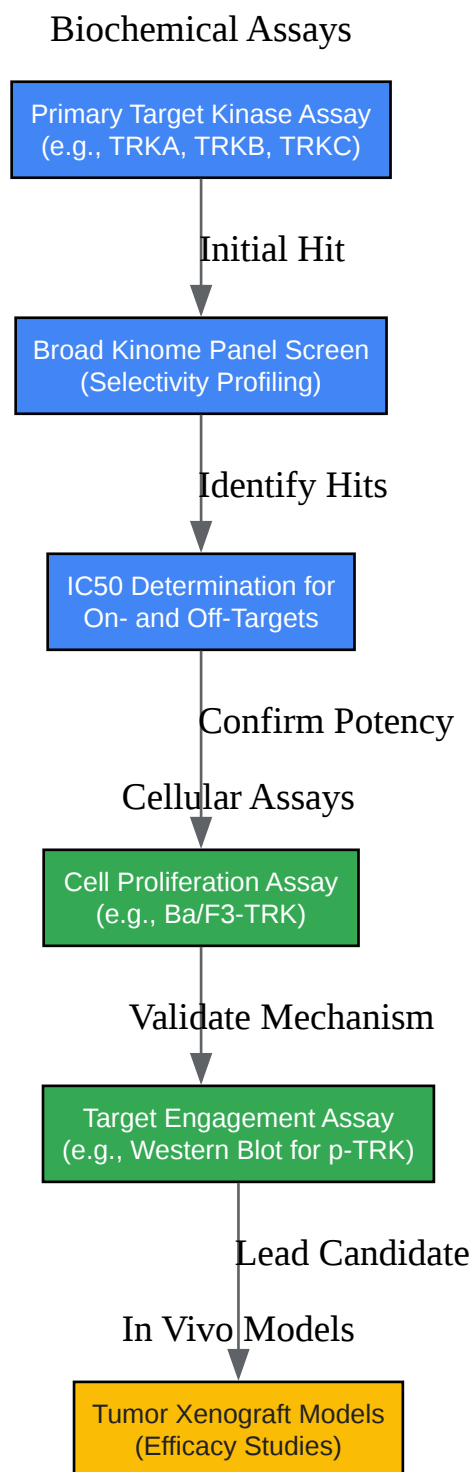 Biochemical Assays
Primary Target Kinase Assay
(e.g., TRKA, TRKB, TRKC)
Initial Hit
Broad Kinome Panel Screen
(Selectivity Profiling)
Identify Hits
IC50 Determination for
On- and Off-Targets
Confirm Potency
Cellular Assays
Cell Proliferation Assay
(e.g., Ba/F3-TRK)
Validate Mechanism
Target Engagement Assay
(e.g., Western Blot for p-TRK)
Lead Candidate
In Vivo Models
Tumor Xenograft Models
(Efficacy Studies)